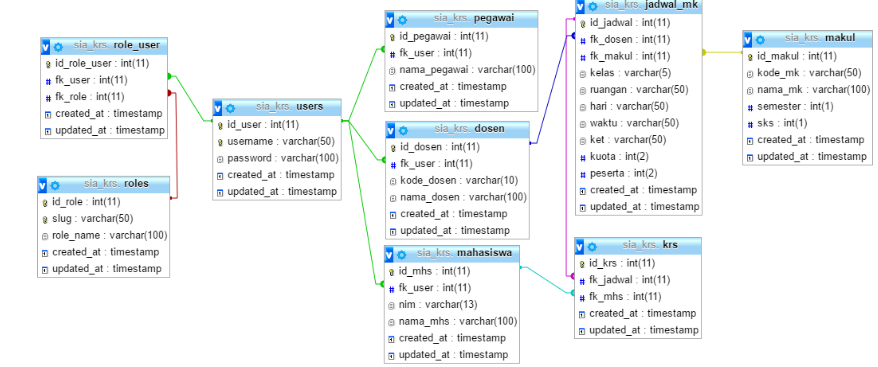 sia_krs. role_user
id_role_user : int(11)
fk_user : int(11)
fk_role : int(11)
created_at : timestamp
updated_at : timestamp
sia_krs. roles
id_role : int(11)
slug : varchar(50)
role_name : varchar(100)
created_at : timestamp
updated_at : timestamp
sia_krs. users
id_user : int(11)
username : varchar(50)
password : varchar(100)
created_at : timestamp
updated_at : timestamp
sia_krs. pegawai
id_pegawai : int(11)
fk_user : int(11)
nama_pegawai : varchar(100)
created_at : timestamp
updated_at : timestamp
sia_krs. dosen
id_dosen : int(11)
fk_user : int(11)
kode_dosen : varchar(10)
nama_dosen : varchar(100)
created_at : timestamp
updated_at : timestamp
sia_krs. mahasiswa
id_mhs : int(11)
fk_user : int(11)
nim : varchar(13)
nama_mhs : varchar(100)
created_at : timestamp
updated_at : timestamp
sia_krs. jadwal_mk
id_jadwal : int(11)
fk_dosen : int(11)
fk_makul : int(11)
kelas : varchar(5)
ruangan : varchar(50)
hari : varchar(50)
waktu : varchar(50)
ket : varchar(50)
kuota : int(2)
peserta : int(2)
created_at : timestamp
updated_at : timestamp
sia_krs. krs
id_krs : int(11)
fk_jadwal : int(11)
fk_mhs : int(11)
created_at : timestamp
updated_at : timestamp
sia_krs. makul
id_makul : int(11)
kode_mk : varchar(50)
nama_mk : varchar(100)
semester : int(1)
sks : int(1)
created_at : timestamp
updated_at : timestamp